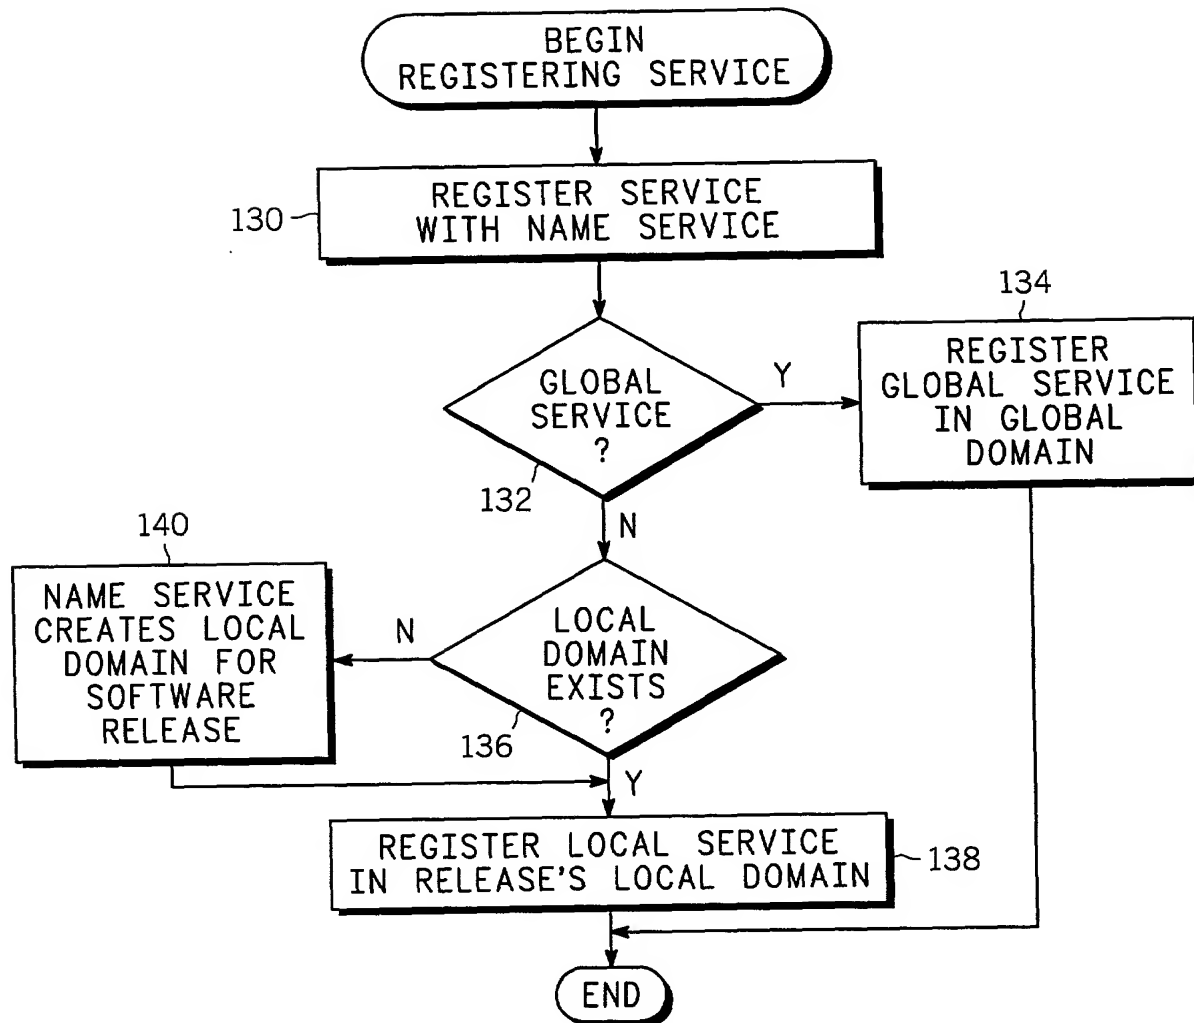 BEGIN
REGISTERING SERVICE
REGISTER SERVICE
WITH NAME SERVICE
130
GLOBAL
SERVICE
?
132
Y
134
REGISTER
GLOBAL SERVICE
IN GLOBAL
DOMAIN
N
140
NAME SERVICE
CREATES LOCAL
DOMAIN FOR
SOFTWARE
RELEASE
N
LOCAL
DOMAIN
EXISTS
?
136
Y
REGISTER LOCAL SERVICE
IN RELEASE'S LOCAL DOMAIN
138
END